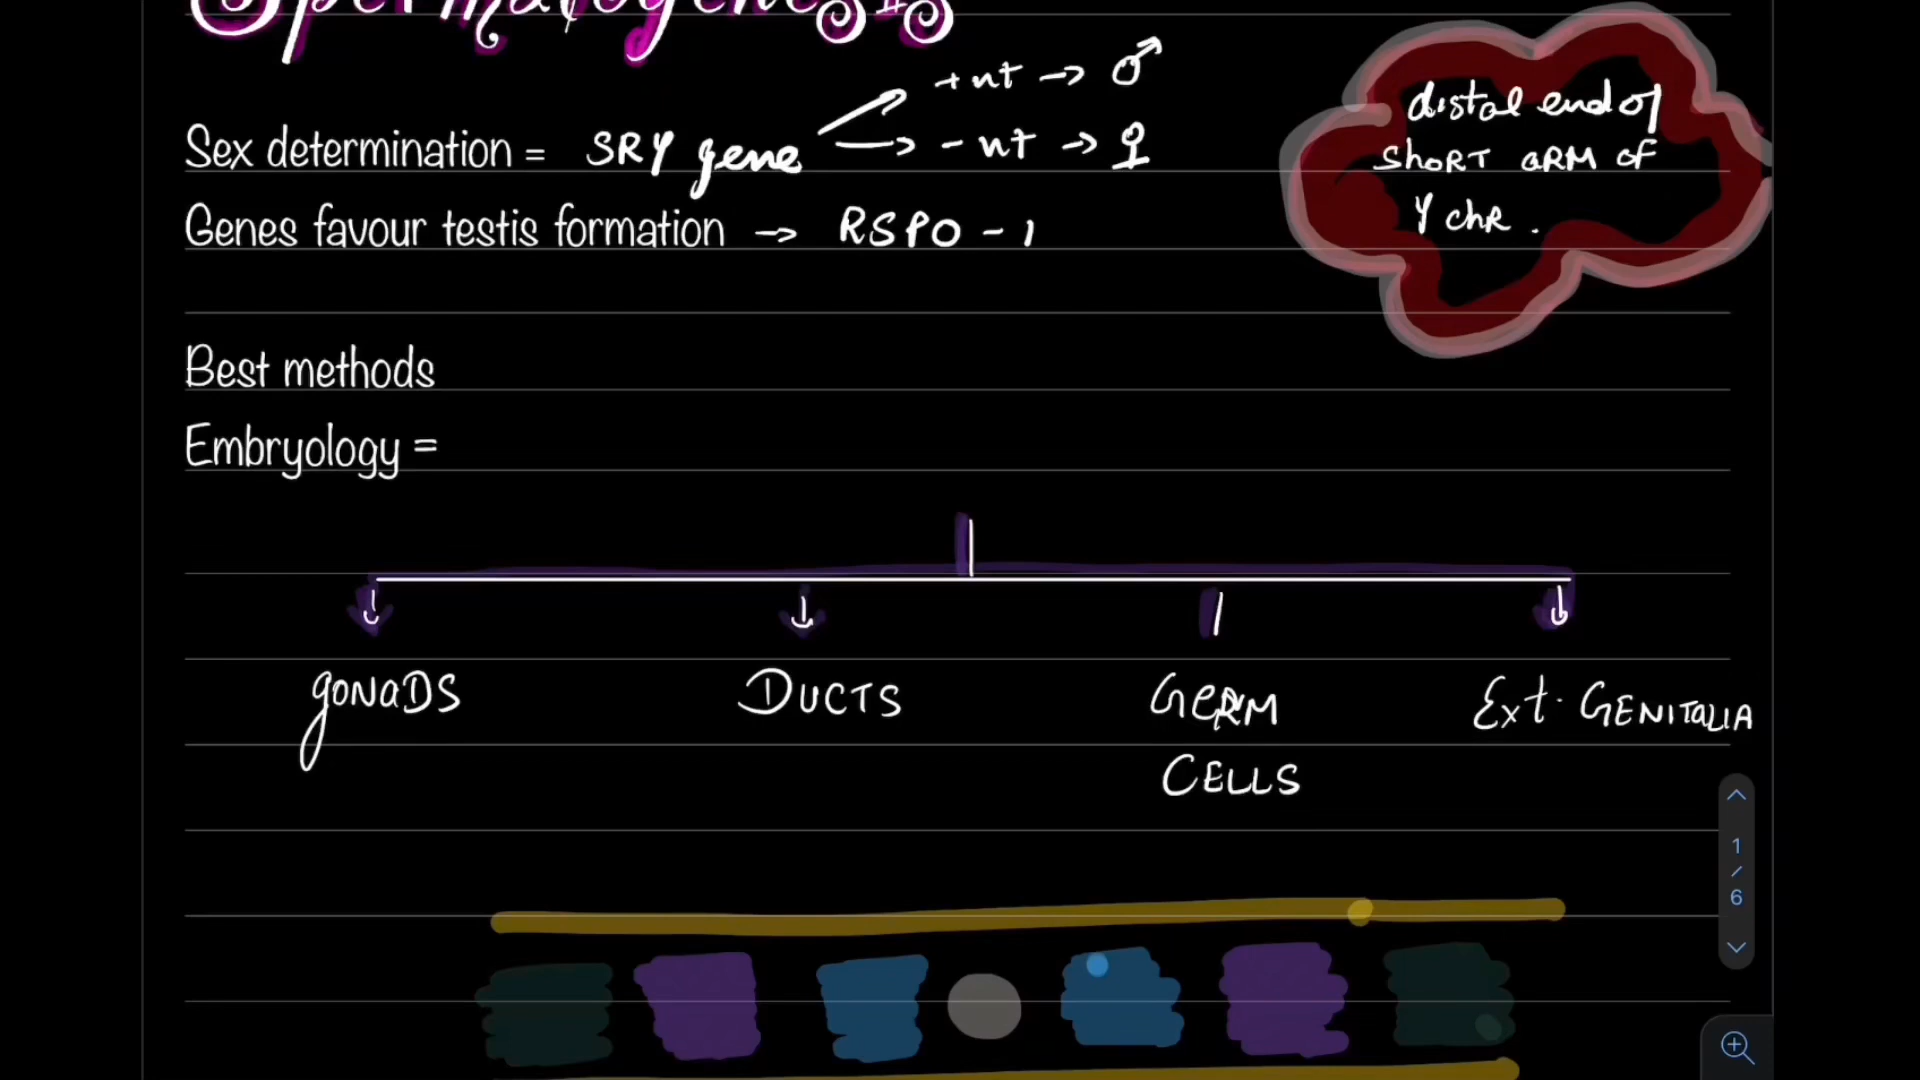 Spermatogenesis
+nt → ♂
Sex determination = SRY gene → - nt → ♀
Genes favour testis formation → RSPO - 1
distal end of
short arm of
Y chr.
Best methods
Embryology =
gonads Ducts Germ Ext. Genitalia
Cells
1
/
6